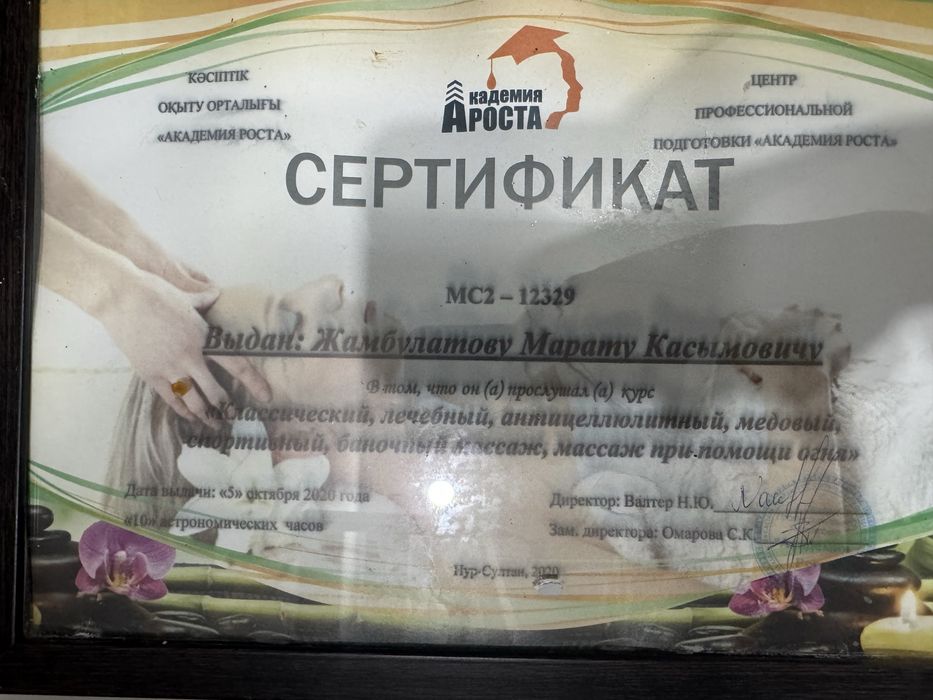 КӘСІПТІК
ОҚЫТУ ОРТАЛЫҒЫ
«АКАДЕМИЯ РОСТА»
Академия
РОСТА
ЦЕНТР
ПРОФЕССИОНАЛЬНОЙ
ПОДГОТОВКИ «АКАДЕМИЯ РОСТА»
СЕРТИФИКАТ
МС2 – 12329
Выдан: Жамбулатову Марату Касымовичу
В том, что он (а) прослушал (а) курс
«Классический, лечебный, антицеллюлитный, медовый,
спортивный, баночный массаж, массаж при помощи огня»
Дата выдачи: «5» октября 2020 года
«10» астрономических часов
Директор: Валтер Н.Ю.
Зам. директора: Омарова С.К.
Нур-Султан, 2020